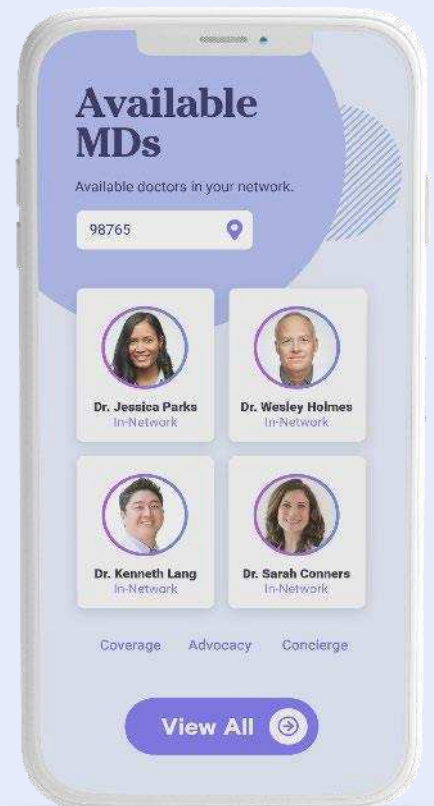 Available
MDs
Available doctors in your network.
98765
Dr. Jessica Parks
In-Network
Dr. Wesley Holmes
In-Network
Dr. Kenneth Lang
In-Network
Dr. Sarah Conners
In-Network
Coverage Advocacy Concierge
View All